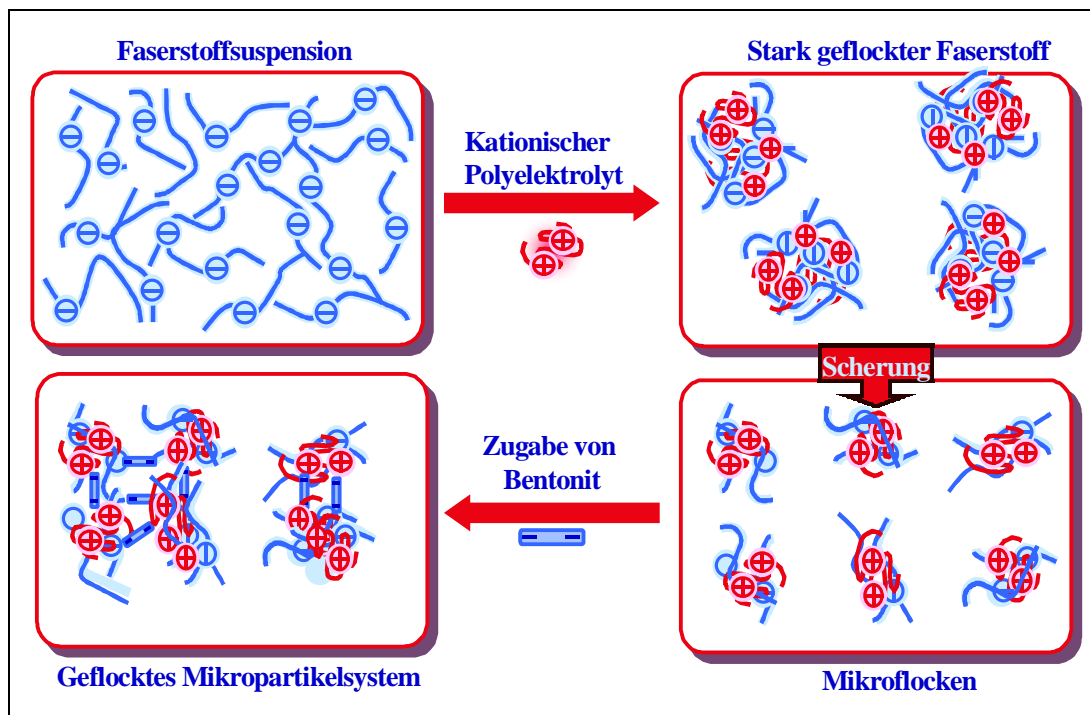 Faserstoffsuspension
Stark geflockter Faserstoff
Kationischer
Polyelektrolyt
Scherung
Zugabe von
Bentonit
Geflocktes Mikropartikelsystem
Mikroflocken